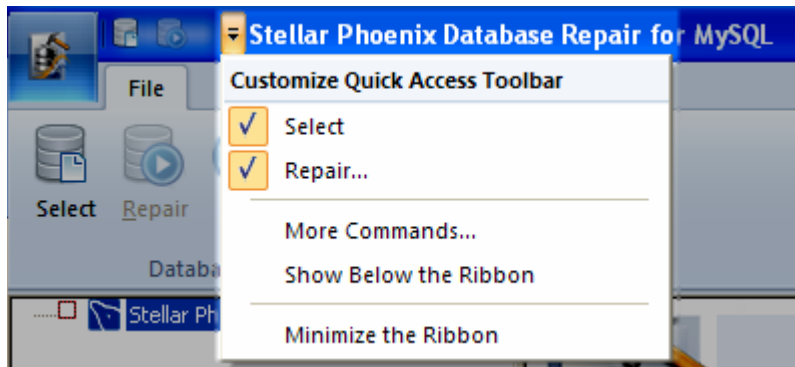 Stellar Phoenix Database Repair for MySQL
File
Customize Quick Access Toolbar
Select
Repair...
More Commands...
Show Below the Ribbon
Minimize the Ribbon
Select Repair
Databa
Stellar Ph